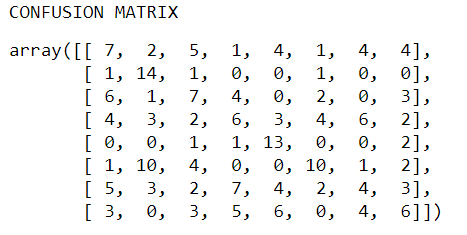 CONFUSION MATRIX
array([[ 7, 2, 5, 1, 4, 1, 4, 4],
[ 1, 14, 1, 0, 0, 1, 0, 0],
[ 6, 1, 7, 4, 0, 2, 0, 3],
[ 4, 3, 2, 6, 3, 4, 6, 2],
[ 0, 0, 1, 1, 13, 0, 0, 2],
[ 1, 10, 4, 0, 0, 10, 1, 2],
[ 5, 3, 2, 7, 4, 2, 4, 3],
[ 3, 0, 3, 5, 6, 0, 4, 6]])